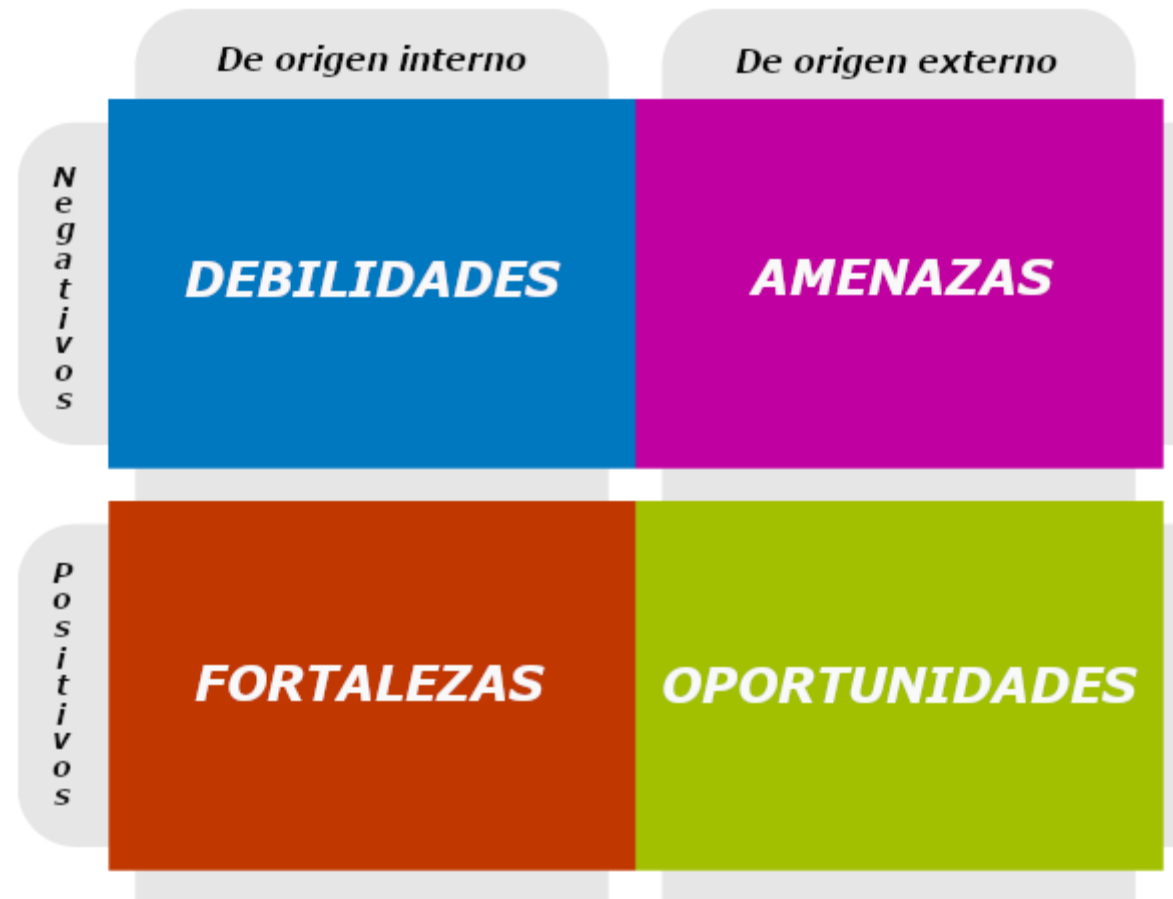 De origen interno
De origen externo
Negativos
DEBILIDADES
AMENAZAS
Positivos
FORTALEZAS
OPORTUNIDADES